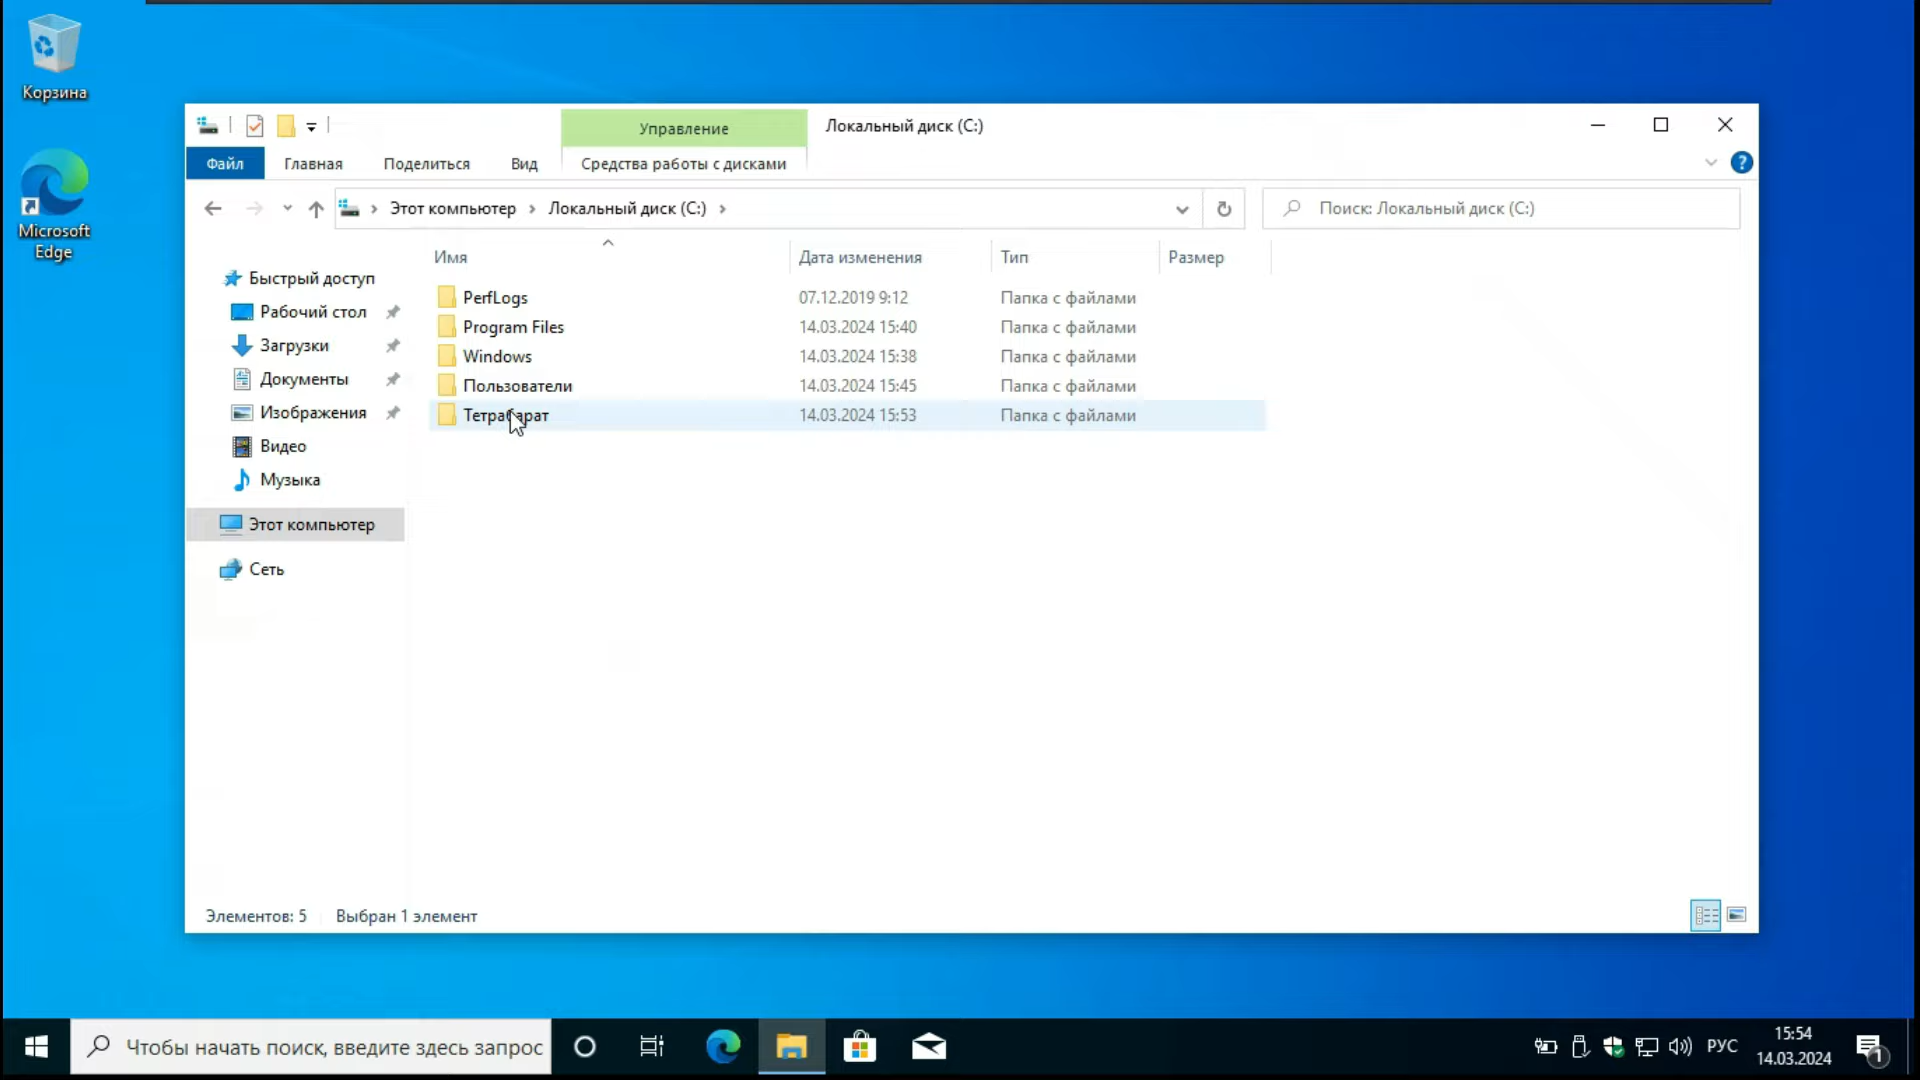 Корзина
Microsoft
Edge
Управление
Локальный диск (C:)
Файл
Главная
Поделиться
Вид
Средства работы с дисками
Этот компьютер
Локальный диск (C:)
Поиск: Локальный диск (C:)
Имя
Дата изменения
Тип
Размер
Быстрый доступ
Рабочий стол
Загрузки
Документы
Изображения
Видео
Музыка
Этот компьютер
Сеть
PerfLogs 07.12.2019 9:12 Папка с файлами
Program Files 14.03.2024 15:40 Папка с файлами
Windows 14.03.2024 15:38 Папка с файлами
Пользователи 14.03.2024 15:45 Папка с файлами
14.03.2024 15:53 Папка с файлами
Элементов: 5
Выбран 1 элемент
Чтобы начать поиск, введите здесь запрос
РУС
15:54
14.03.2024
1